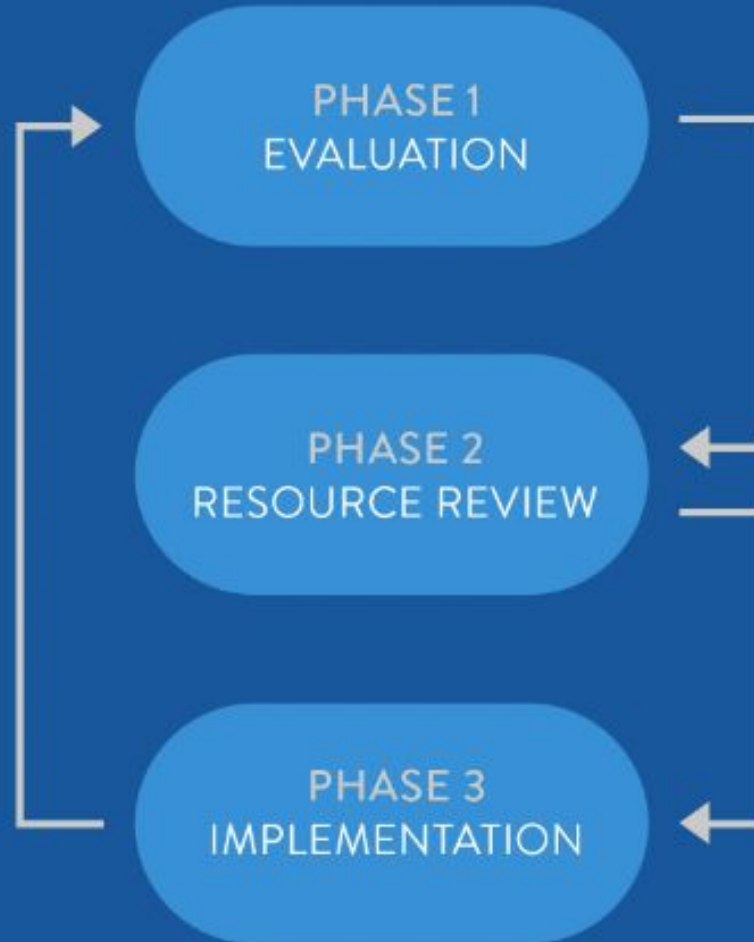 PHASE 1
EVALUATION
PHASE 2
RESOURCE REVIEW
PHASE 3
IMPLEMENTATION